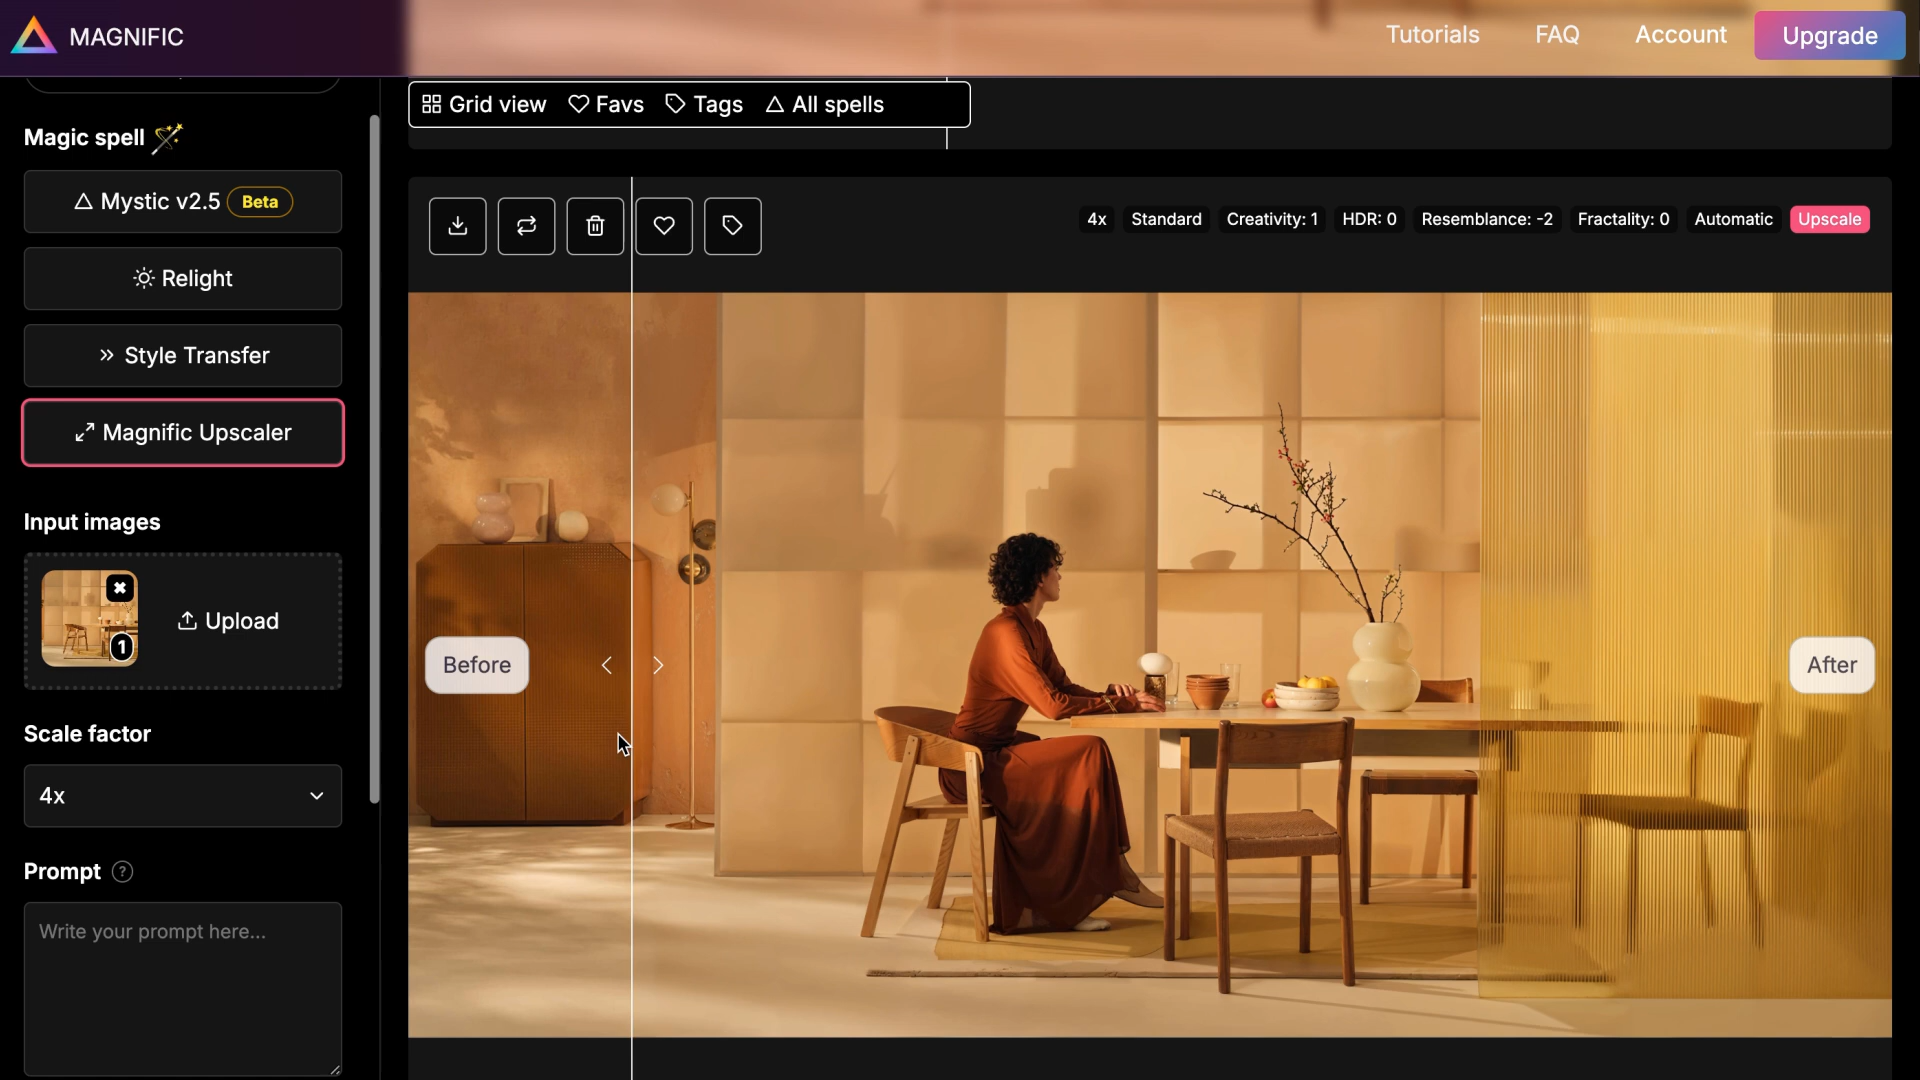 MAGNIFIC
Tutorials
FAQ
Account
Upgrade
Grid view
Favs
Tags
All spells
Magic spell
Mystic v2.5
Beta
Relight
Style Transfer
Magnific Upscaler
Input images
1
Upload
Scale factor
4x
Prompt ?
Write your prompt here...
4x
Standard
Creativity: 1
HDR: 0
Resemblance: -2
Fractality: 0
Automatic
Upscale
Before
After